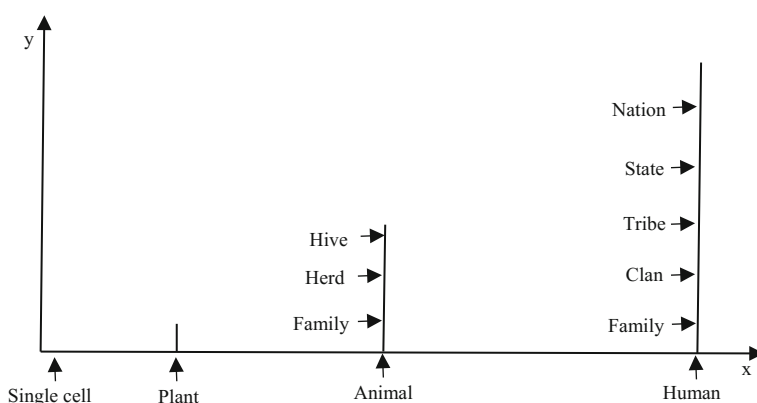 y
Nation
State
Hive
Tribe
Herd
Clan
Family
Family
x
Single cell
Plant
Animal
Human